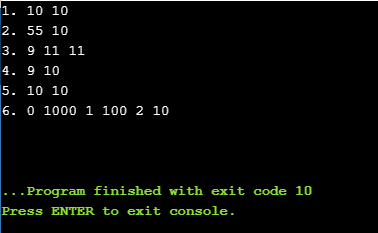 1. 10 10
2. 55 10
3. 9 11 11
4. 9 10
5. 10 10
6. 0 1000 1 100 2 10
...Program finished with exit code 10
Press ENTER to exit console.